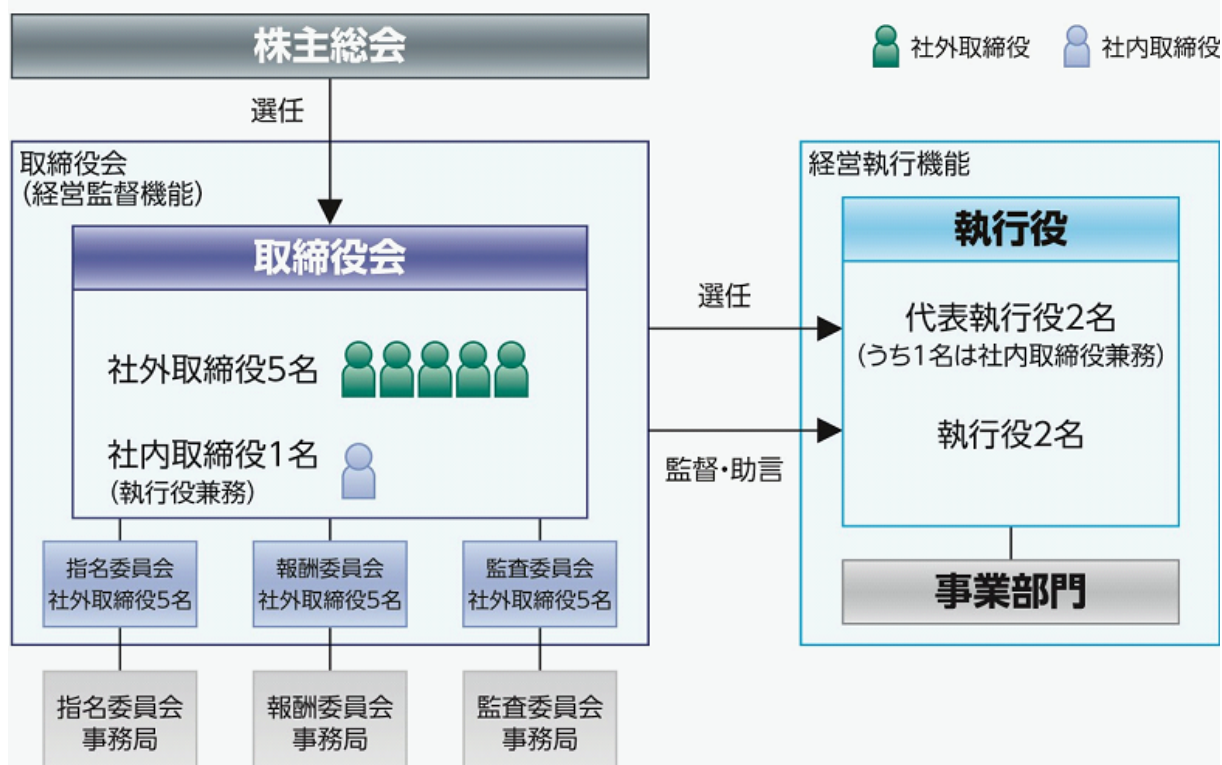 株主総会
社外取締役
社内取締役
選任
取締役会
(経営監督機能)
取締役会
社外取締役5名
社内取締役1名
(執行役兼務)
指名委員会
社外取締役5名
報酬委員会
社外取締役5名
監査委員会
社外取締役5名
指名委員会
事務局
報酬委員会
事務局
監査委員会
事務局
選任
監督・助言
経営執行機能
執行役
代表執行役2名
(うち1名は社内取締役兼務)
執行役2名
事業部門